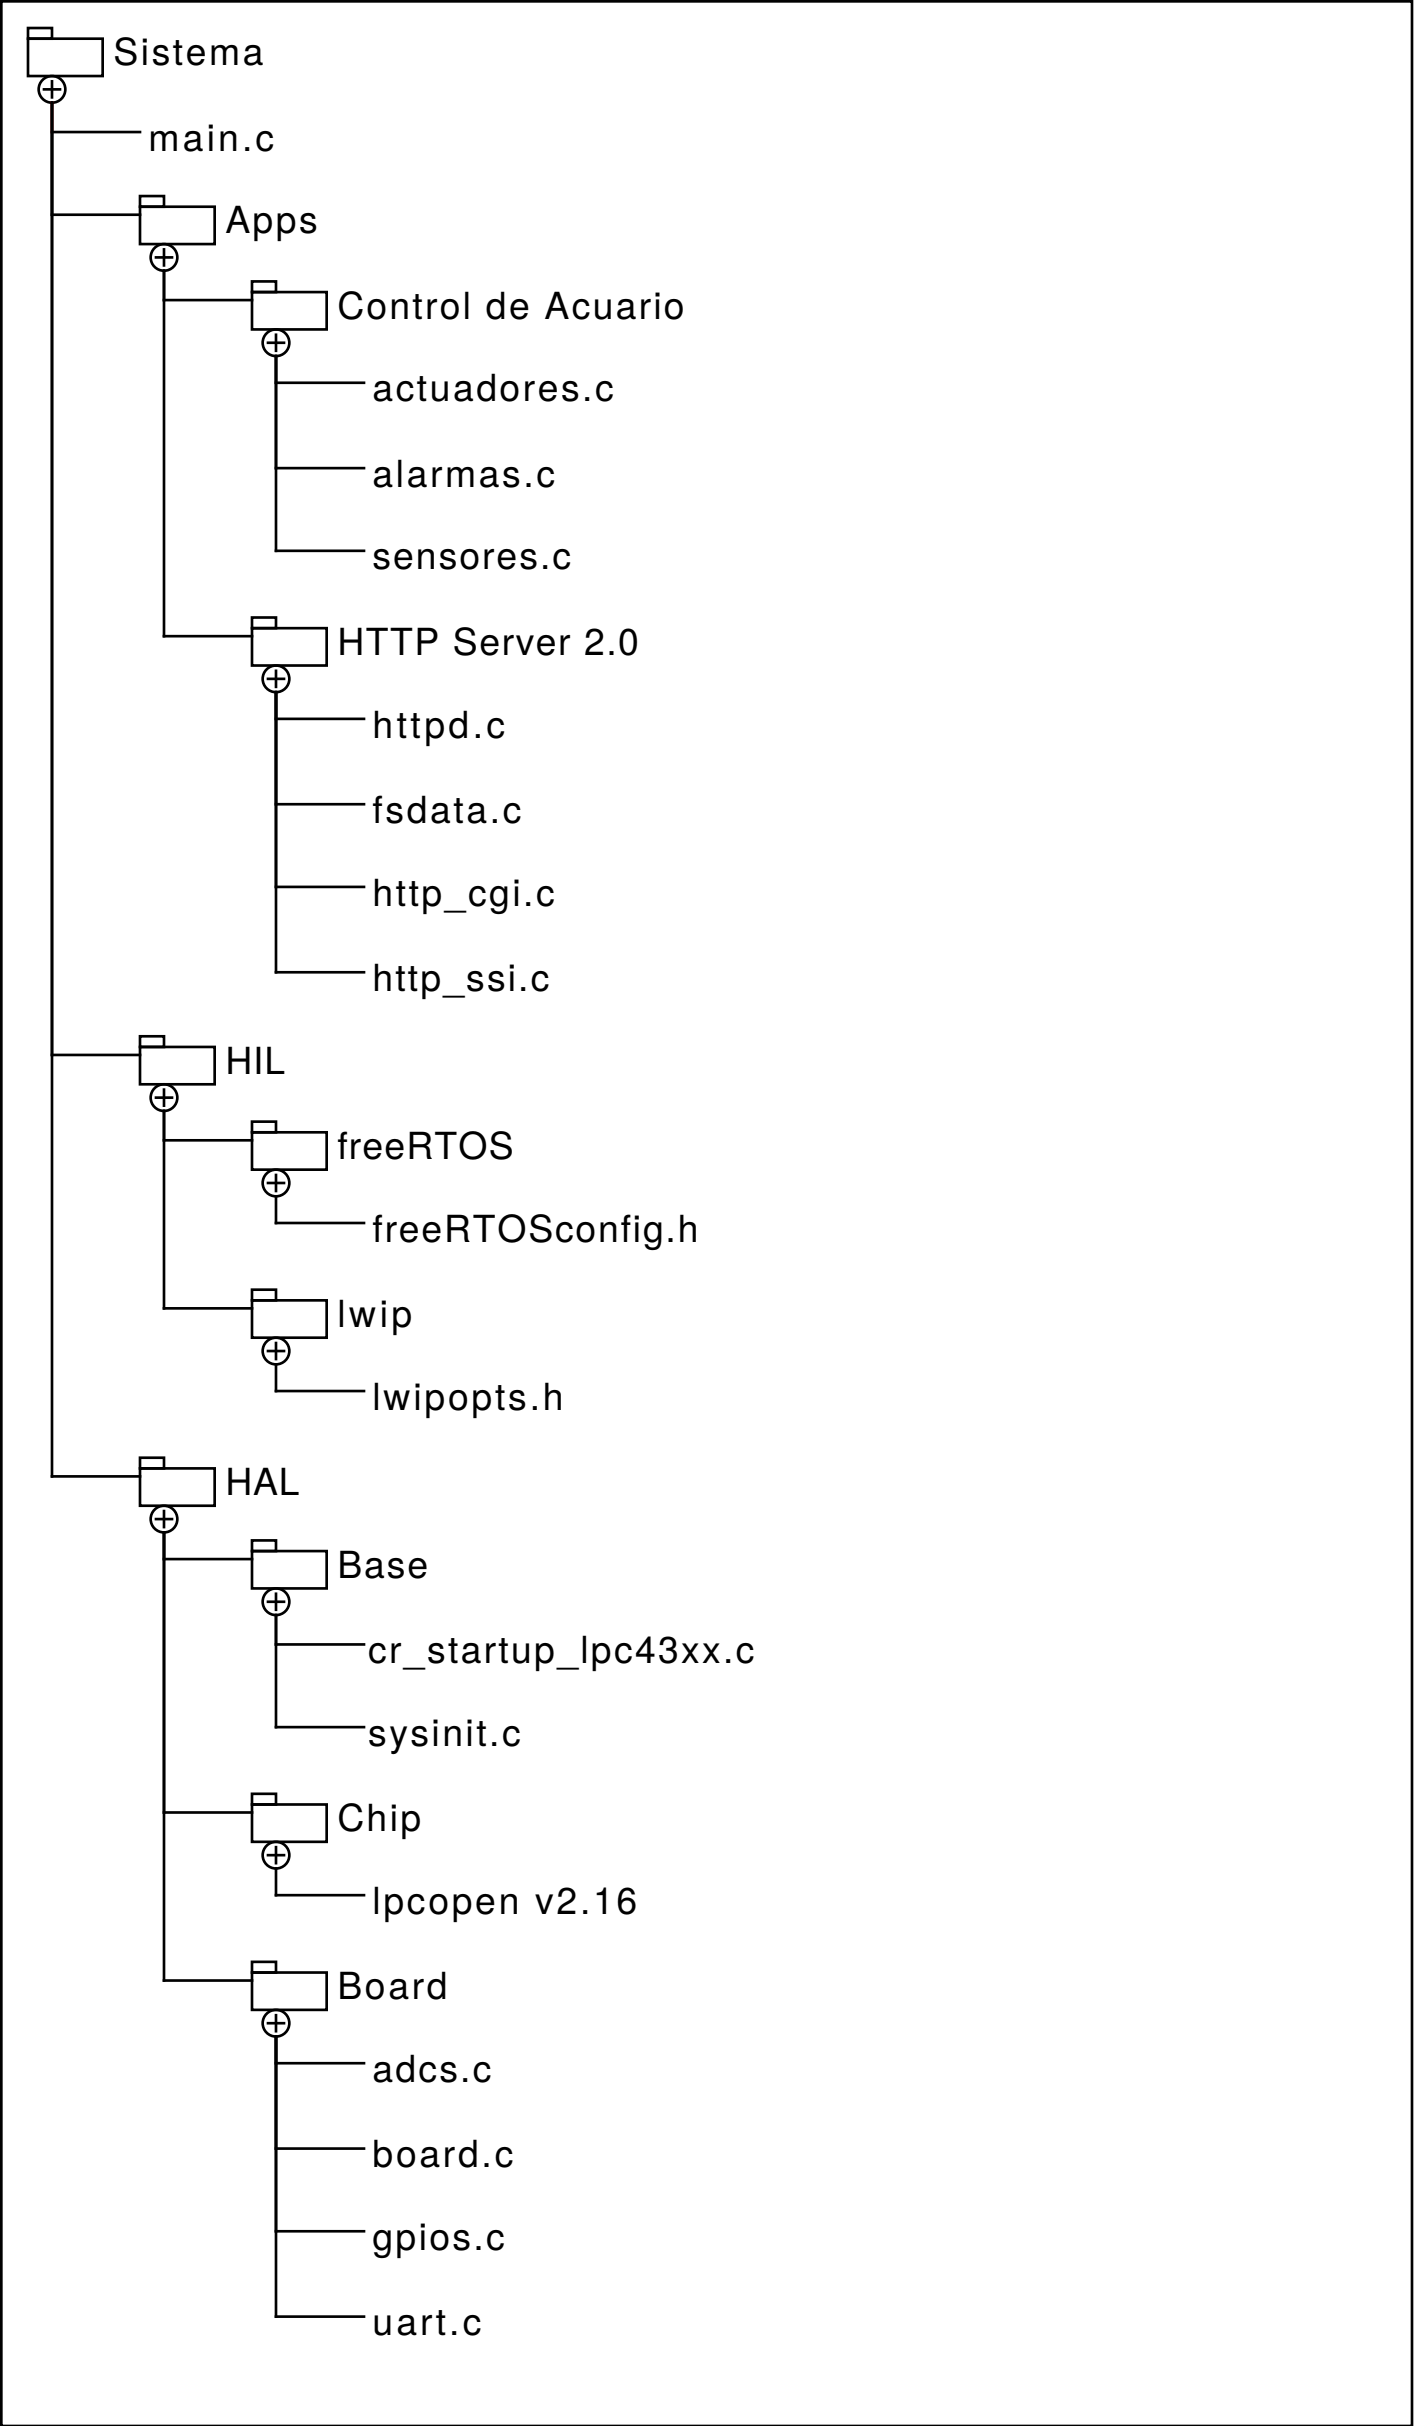 Sistema
main.c
Apps
Control de Acuario
actuadores.c
alarmas.c
sensores.c
HTTP Server 2.0
httpd.c
fsdata.c
http_cgi.c
http_ssi.c
HIL
freeRTOS
freeRTOSconfig.h
lwip
lwipopts.h
HAL
Base
cr_startup_lpc43xx.c
sysinit.c
Chip
lpcopen v2.16
Board
adcs.c
board.c
gpios.c
uart.c